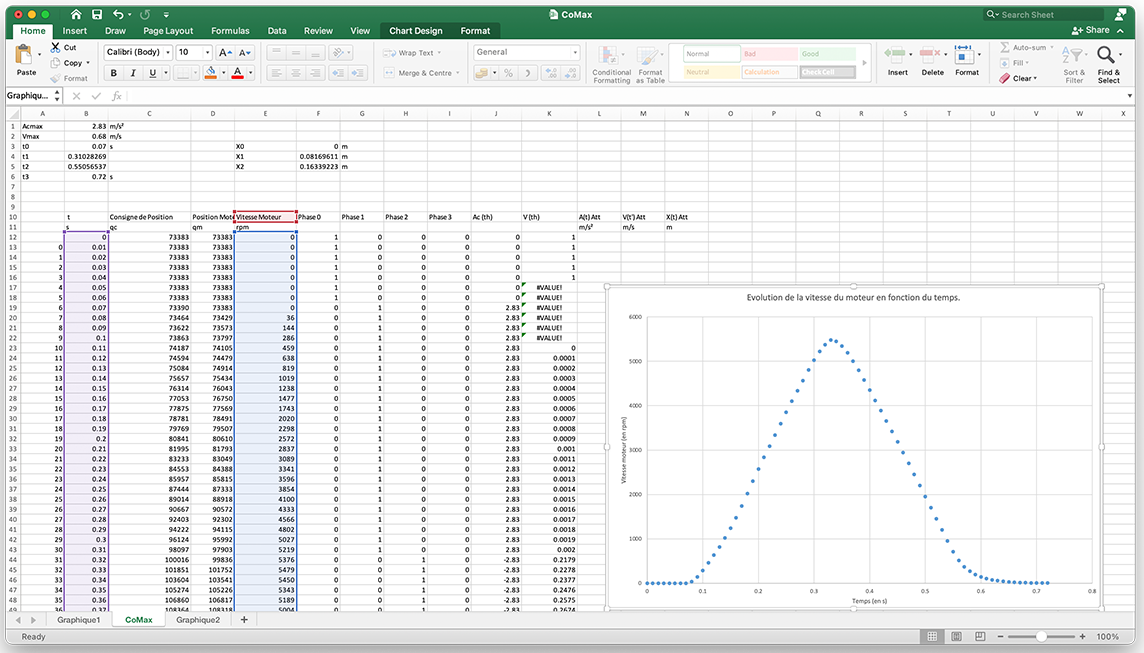 CoMax
Search Sheet
Home Insert Draw Page Layout Formulas Data Review View Chart Design Format
Share
Paste Cut Copy Format
Calibri (Body) 10 A A
B I U A
Wrap Text
Merge & Centre
General
%
Conditional Formatting
Format as Table
Normal Bad Good
Neutral Calculation Check Cell
Insert Delete Format
Auto-sum
Fill
Clear
Sort & Filter
Find & Select
Graphiqu... fx
A B C D E F G H I J K L M N O P Q R S T U V W X
1 Acmax 2.83 m/s²
2 Vmax 0.68 m/s
3 t0 0.07 s X0 0 m
4 t1 0.31028269 X1 0.08169611 m
5 t2 0.55056537 X2 0.16339223 m
6 t3 0.72 s
7
8
9
10 t Consigne de Position Position Mote Vitesse Moteur Phase 0 Phase 1 Phase 2 Phase 3 Ac (th) V (th) A(t) Att V(t') Att X(t) Att
11 s qc qm rpm m/s² m/s m
12 0 73383 73383 0 1 0 0 0 0 1
13 0 0.01 73383 73383 0 1 0 0 0 0 1
14 1 0.02 73383 73383 0 1 0 0 0 0 1
15 2 0.03 73383 73383 0 1 0 0 0 0 1
16 3 0.04 73383 73383 0 1 0 0 0 0 1
17 4 0.05 73383 73383 0 1 0 0 0 0 #VALUE!
18 5 0.06 73383 73383 0 1 0 0 0 0 #VALUE!
19 6 0.07 73390 73383 0 0 1 0 0 2.83 #VALUE!
20 7 0.08 73464 73429 36 0 1 0 0 2.83 #VALUE!
21 8 0.09 73622 73573 144 0 1 0 0 2.83 #VALUE!
22 9 0.1 73863 73797 286 0 1 0 0 2.83 #VALUE!
23 10 0.11 74187 74105 459 0 1 0 0 2.83 0
24 11 0.12 74594 74479 638 0 1 0 0 2.83 0.0001
25 12 0.13 75084 74914 819 0 1 0 0 2.83 0.0002
26 13 0.14 75657 75434 1019 0 1 0 0 2.83 0.0003
27 14 0.15 76314 76043 1238 0 1 0 0 2.83 0.0004
28 15 0.16 77053 76750 1477 0 1 0 0 2.83 0.0005
29 16 0.17 77875 77569 1743 0 1 0 0 2.83 0.0006
30 17 0.18 78781 78491 2020 0 1 0 0 2.83 0.0007
31 18 0.19 79769 79507 2298 0 1 0 0 2.83 0.0008
32 19 0.2 80841 80610 2572 0 1 0 0 2.83 0.0009
33 20 0.21 81995 81793 2837 0 1 0 0 2.83 0.001
34 21 0.22 83233 83049 3089 0 1 0 0 2.83 0.0011
35 22 0.23 84553 84388 3341 0 1 0 0 2.83 0.0012
36 23 0.24 85957 85815 3596 0 1 0 0 2.83 0.0013
37 24 0.25 87444 87333 3854 0 1 0 0 2.83 0.0014
38 25 0.26 89014 88918 4100 0 1 0 0 2.83 0.0015
39 26 0.27 90667 90572 4333 0 1 0 0 2.83 0.0016
40 27 0.28 92403 92302 4566 0 1 0 0 2.83 0.0017
41 28 0.29 94222 94115 4802 0 1 0 0 2.83 0.0018
42 29 0.3 96124 95992 5027 0 1 0 0 2.83 0.0019
43 30 0.31 98097 97903 5219 0 1 0 0 2.83 0.002
44 31 0.32 100016 99836 5376 0 0 1 0 -2.83 0.2179
45 32 0.33 101851 101752 5479 0 0 1 0 -2.83 0.2278
46 33 0.34 103604 103541 5450 0 0 1 0 -2.83 0.2377
47 34 0.35 105274 105226 5343 0 0 1 0 -2.83 0.2476
48 35 0.36 106860 106817 5189 0 0 1 0 -2.83 0.2575
49 36 0.37 108364 108318 5004 0 0 1 0 -2.83 0.2674
Evolution de la vitesse du moteur en fonction du temps.
6000
5000
4000
3000
2000
1000
0
Vitesse moteur (en rpm)
0 0.1 0.2 0.3 0.4 0.5 0.6 0.7 0.8
Temps (en s)
Graphique1 CoMax Graphique2 +
Ready
100%